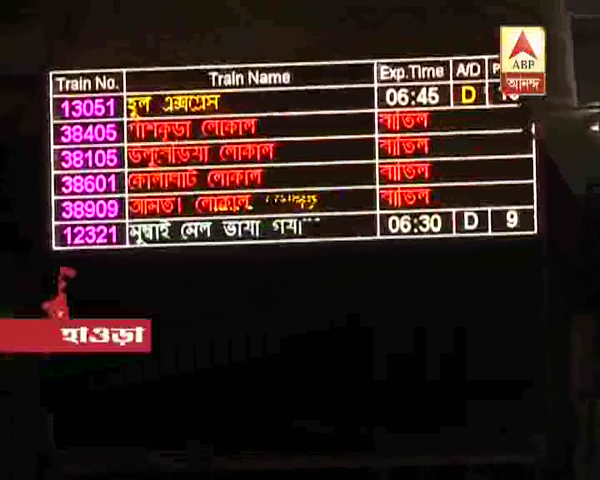 ABP
আনন্দ
Train No. Train Name Exp.Time A/D
13051 হুল এক্সপ্রেস 06:45 D
38405 পাঁশকুড়া লোকাল বাতিল
38105 উলুবেড়িয়া লোকাল বাতিল
38601 কোলাঘাট লোকাল বাতিল
38909 আমতা লোকাল বাতিল
12321 মুম্বাই মেল ভায়া গয়া 06:30 D 9
হাওড়া